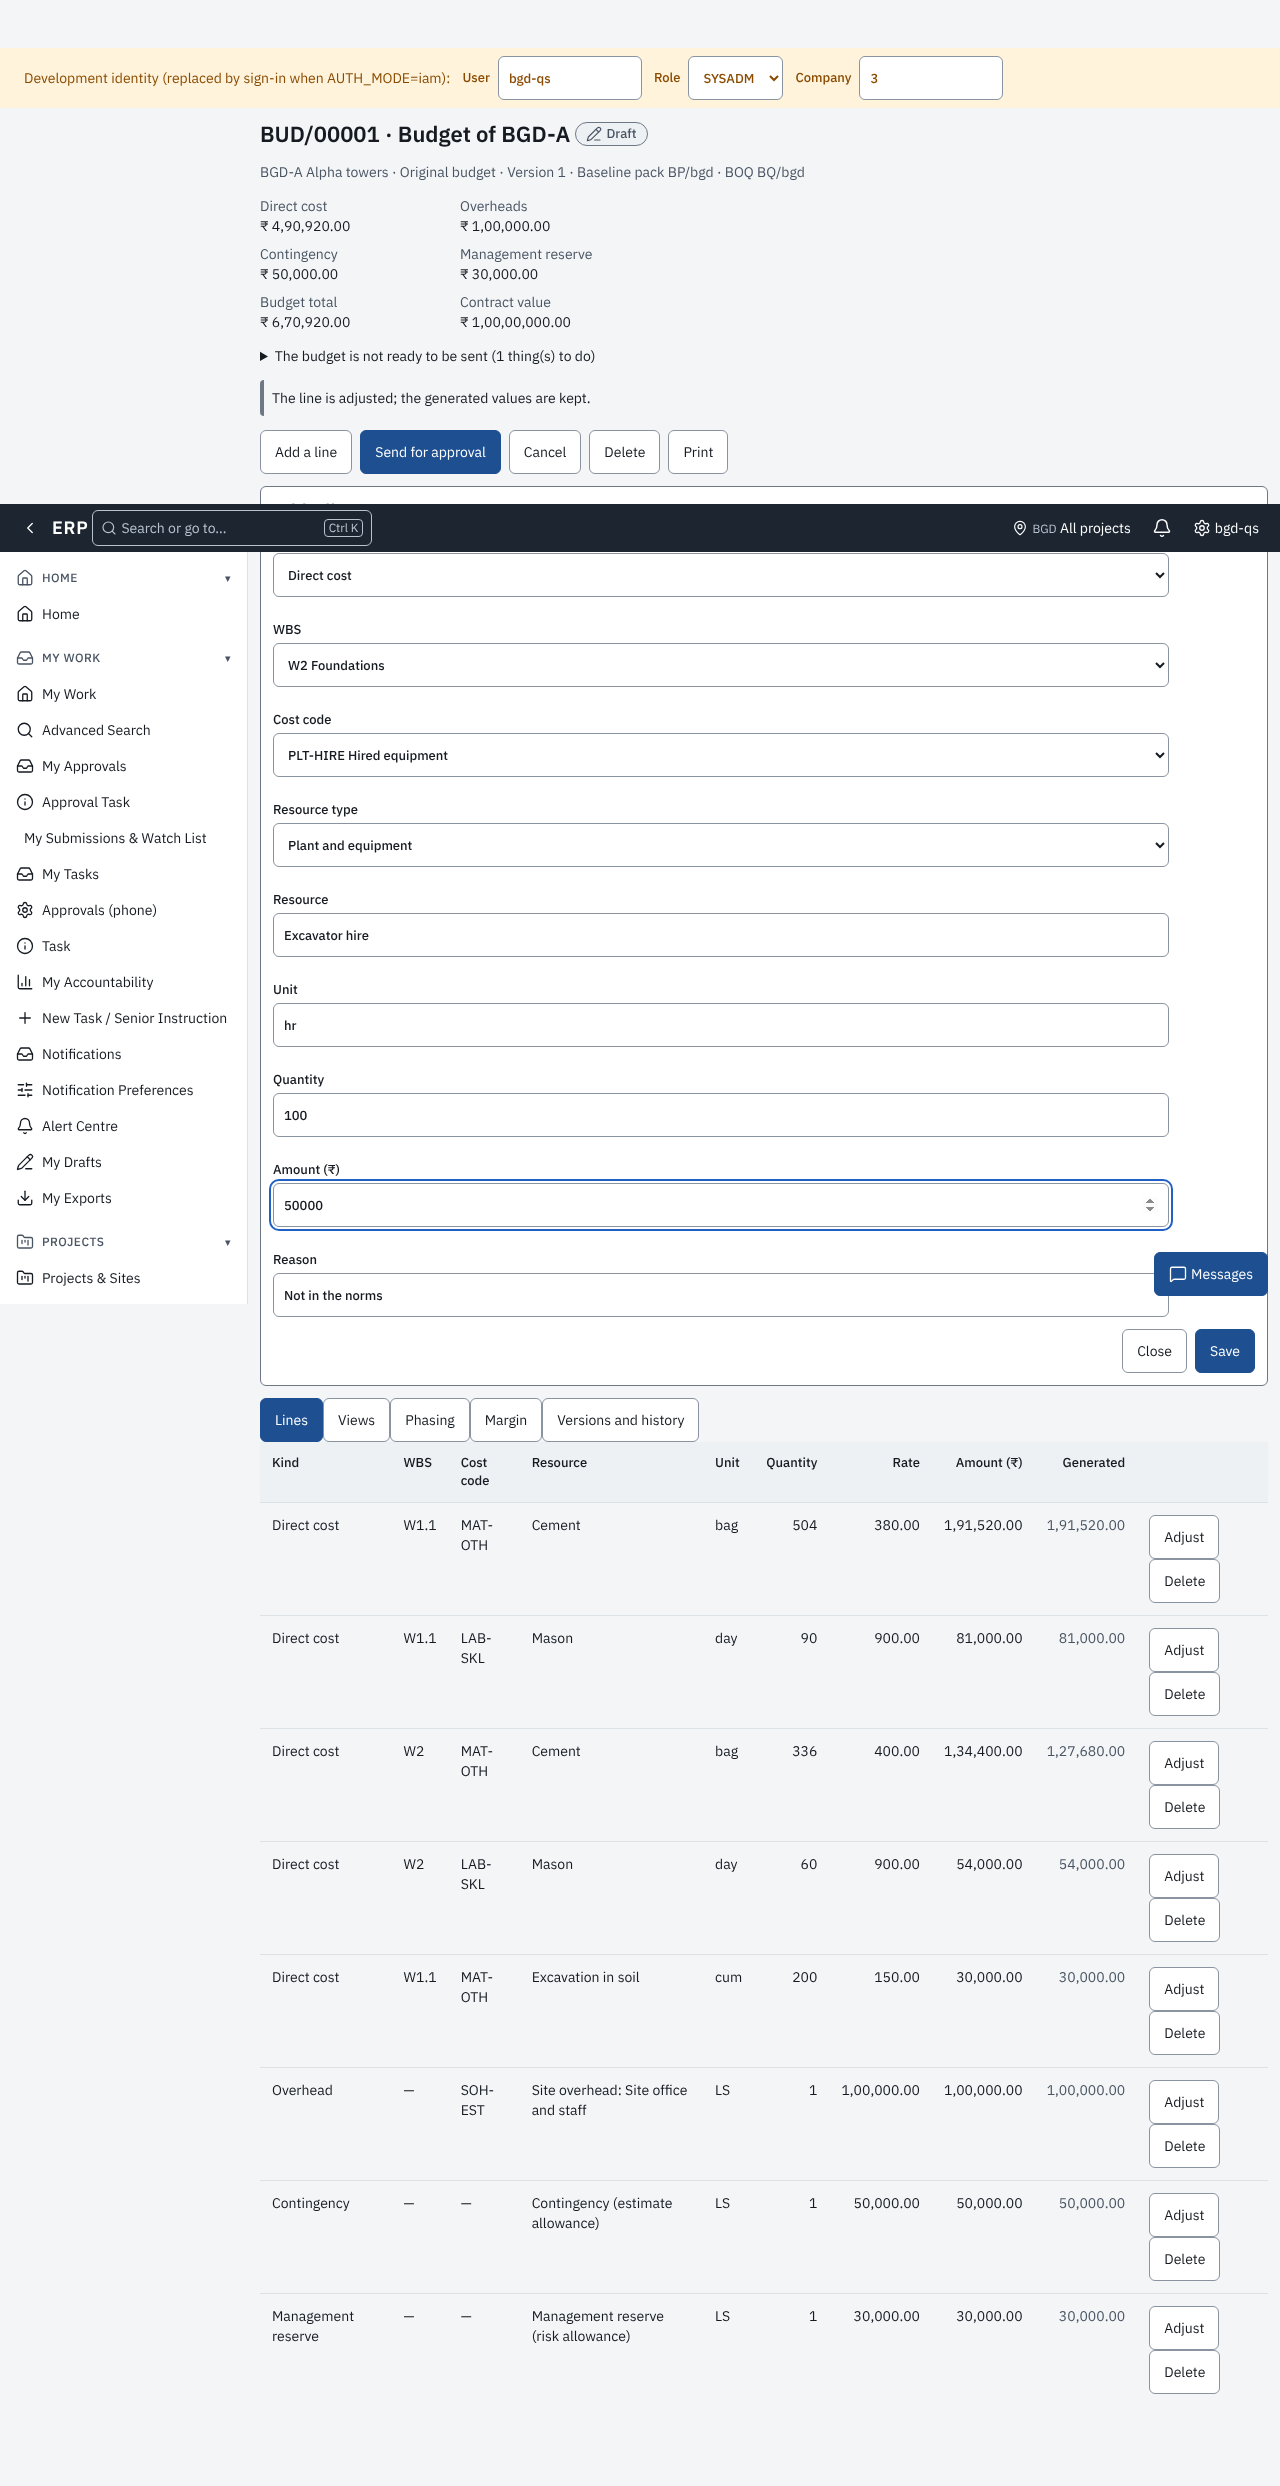 Development identity (replaced by sign-in when AUTH_MODE=iam): User bgd-qs Role SYSADM Company 3
BUD/00001 · Budget of BGD-A Draft
BGD-A Alpha towers · Original budget · Version 1 · Baseline pack BP/bgd · BOQ BQ/bgd
Direct cost Overheads
₹ 4,90,920.00 ₹ 1,00,000.00
Contingency Management reserve
₹ 50,000.00 ₹ 30,000.00
Budget total Contract value
₹ 6,70,920.00 ₹ 1,00,00,000.00
The budget is not ready to be sent (1 thing(s) to do)
The line is adjusted; the generated values are kept.
Add a line Send for approval Cancel Delete Print
ERP Search or go to... Ctrl K BGD All projects bgd-qs
HOME
Home
MY WORK
My Work
Advanced Search
My Approvals
Approval Task
My Submissions & Watch List
My Tasks
Approvals (phone)
Task
My Accountability
New Task / Senior Instruction
Notifications
Notification Preferences
Alert Centre
My Drafts
My Exports
PROJECTS
Projects & Sites
Direct cost
WBS
W2 Foundations
Cost code
PLT-HIRE Hired equipment
Resource type
Plant and equipment
Resource
Excavator hire
Unit
hr
Quantity
100
Amount (₹)
50000
Reason
Not in the norms
Messages
Close Save
Lines Views Phasing Margin Versions and history
Kind WBS Cost code Resource Unit Quantity Rate Amount (₹) Generated
Direct cost W1.1 MAT-OTH Cement bag 504 380.00 1,91,520.00 1,91,520.00 Adjust
Delete
Direct cost W1.1 LAB-SKL Mason day 90 900.00 81,000.00 81,000.00 Adjust
Delete
Direct cost W2 MAT-OTH Cement bag 336 400.00 1,34,400.00 1,27,680.00 Adjust
Delete
Direct cost W2 LAB-SKL Mason day 60 900.00 54,000.00 54,000.00 Adjust
Delete
Direct cost W1.1 MAT-OTH Excavation in soil cum 200 150.00 30,000.00 30,000.00 Adjust
Delete
Overhead — SOH-EST Site overhead: Site office and staff LS 1 1,00,000.00 1,00,000.00 1,00,000.00 Adjust
Delete
Contingency — — Contingency (estimate allowance) LS 1 50,000.00 50,000.00 50,000.00 Adjust
Delete
Management reserve — — Management reserve (risk allowance) LS 1 30,000.00 30,000.00 30,000.00 Adjust
Delete